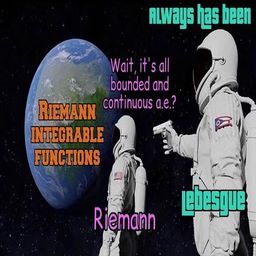 Always has been
Wait, it's all
bounded and
continuous a.e.?
Riemann
integrable
functions
Lebesgue
Riemann